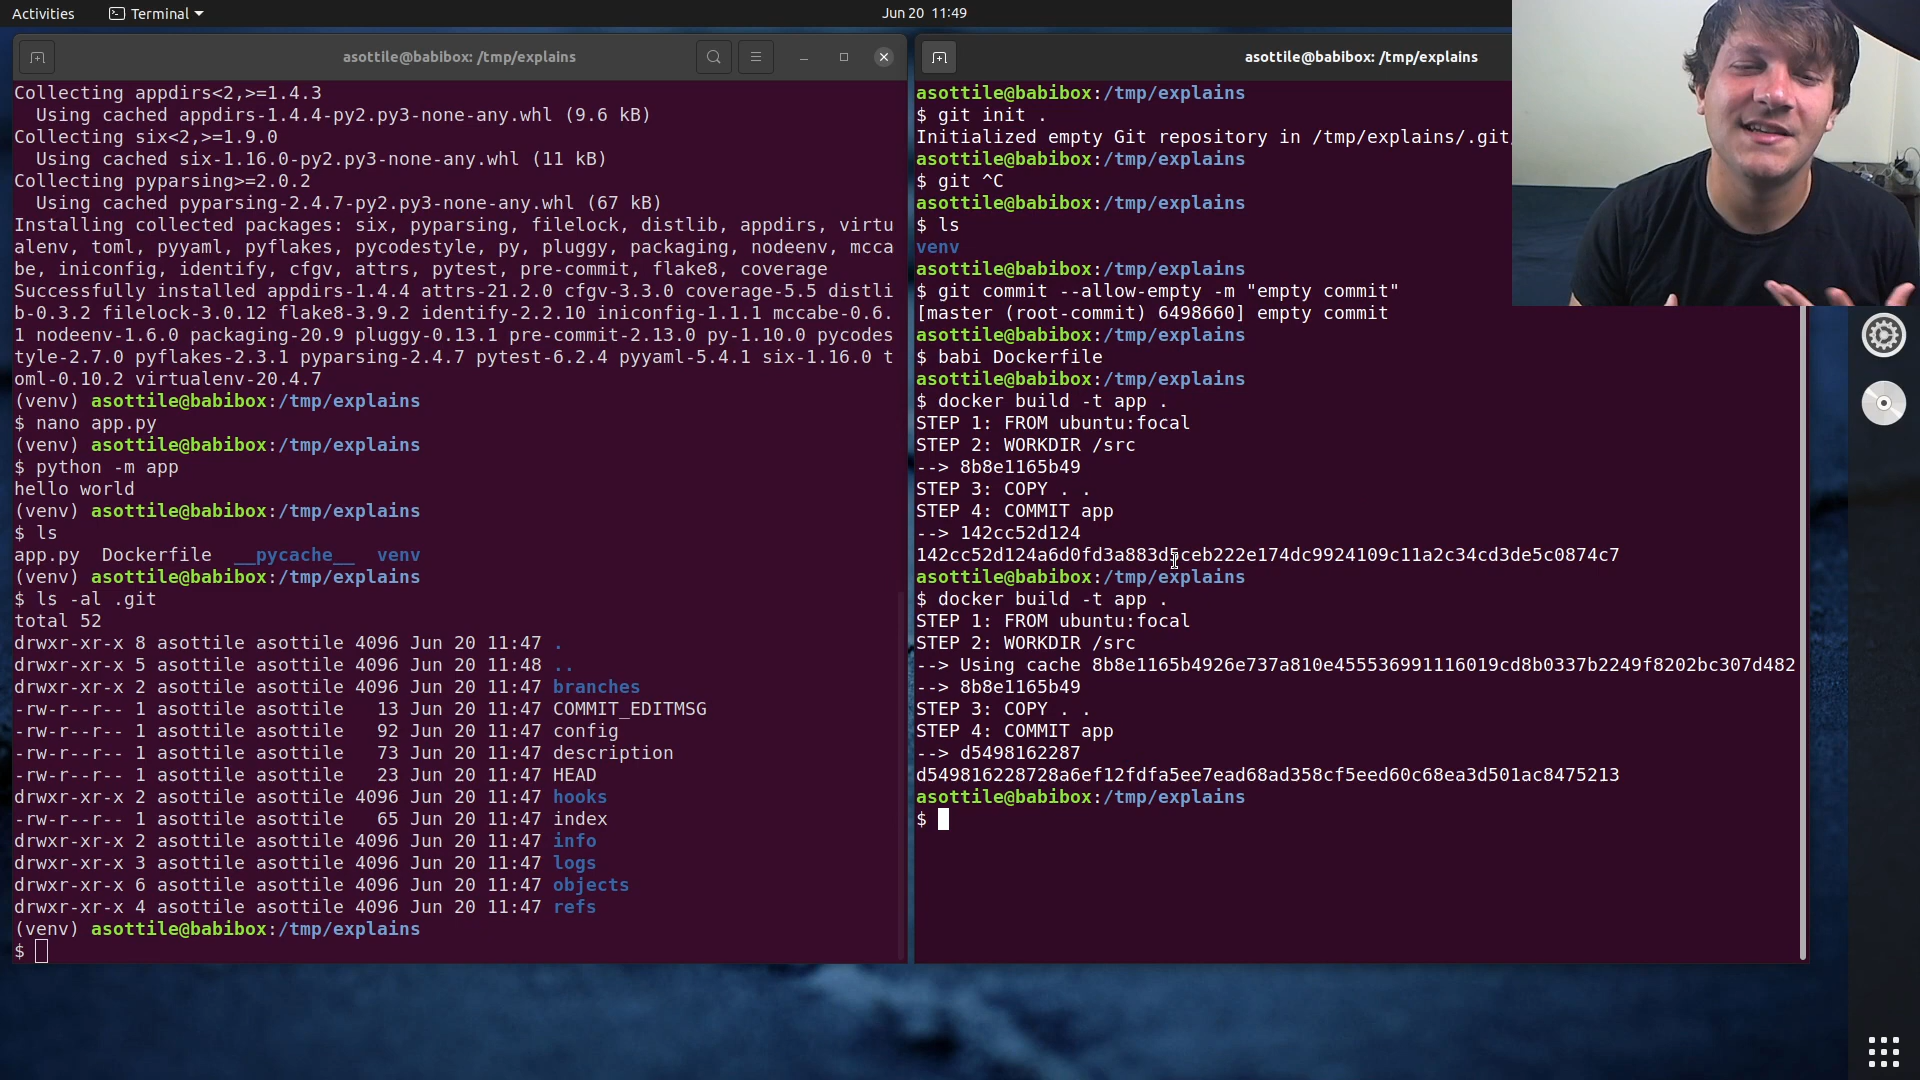 Activities
Terminal
Jun 20 11:49
asottile@babibox: /tmp/explains
Collecting appdirs<2,>=1.4.3
  Using cached appdirs-1.4.4-py2.py3-none-any.whl (9.6 kB)
Collecting six<2,>=1.9.0
  Using cached six-1.16.0-py2.py3-none-any.whl (11 kB)
Collecting pyparsing>=2.0.2
  Using cached pyparsing-2.4.7-py2.py3-none-any.whl (67 kB)
Installing collected packages: six, pyparsing, filelock, distlib, appdirs, virtu
alenv, toml, pyyaml, pyflakes, pycodestyle, py, pluggy, packaging, nodeenv, mcca
be, iniconfig, identify, cfgv, attrs, pytest, pre-commit, flake8, coverage
Successfully installed appdirs-1.4.4 attrs-21.2.0 cfgv-3.3.0 coverage-5.5 distli
b-0.3.2 filelock-3.0.12 flake8-3.9.2 identify-2.2.10 iniconfig-1.1.1 mccabe-0.6.
1 nodeenv-1.6.0 packaging-20.9 pluggy-0.13.1 pre-commit-2.13.0 py-1.10.0 pycodes
tyle-2.7.0 pyflakes-2.3.1 pyparsing-2.4.7 pytest-6.2.4 pyyaml-5.4.1 six-1.16.0 t
oml-0.10.2 virtualenv-20.4.7
(venv) asottile@babibox:/tmp/explains
$ nano app.py
(venv) asottile@babibox:/tmp/explains
$ python -m app
hello world
(venv) asottile@babibox:/tmp/explains
$ ls
app.py  Dockerfile  __pycache__  venv
(venv) asottile@babibox:/tmp/explains
$ ls -al .git
total 52
drwxr-xr-x 8 asottile asottile 4096 Jun 20 11:47 .
drwxr-xr-x 5 asottile asottile 4096 Jun 20 11:48 ..
drwxr-xr-x 2 asottile asottile 4096 Jun 20 11:47 branches
-rw-r--r-- 1 asottile asottile   13 Jun 20 11:47 COMMIT_EDITMSG
-rw-r--r-- 1 asottile asottile   92 Jun 20 11:47 config
-rw-r--r-- 1 asottile asottile   73 Jun 20 11:47 description
-rw-r--r-- 1 asottile asottile   23 Jun 20 11:47 HEAD
drwxr-xr-x 2 asottile asottile 4096 Jun 20 11:47 hooks
-rw-r--r-- 1 asottile asottile   65 Jun 20 11:47 index
drwxr-xr-x 2 asottile asottile 4096 Jun 20 11:47 info
drwxr-xr-x 3 asottile asottile 4096 Jun 20 11:47 logs
drwxr-xr-x 6 asottile asottile 4096 Jun 20 11:47 objects
drwxr-xr-x 4 asottile asottile 4096 Jun 20 11:47 refs
(venv) asottile@babibox:/tmp/explains
$
asottile@babibox: /tmp/explains
asottile@babibox:/tmp/explains
$ git init .
Initialized empty Git repository in /tmp/explains/.git/
asottile@babibox:/tmp/explains
$ git ^C
asottile@babibox:/tmp/explains
$ ls
venv
asottile@babibox:/tmp/explains
$ git commit --allow-empty -m "empty commit"
[master (root-commit) 6498660] empty commit
asottile@babibox:/tmp/explains
$ babi Dockerfile
asottile@babibox:/tmp/explains
$ docker build -t app .
STEP 1: FROM ubuntu:focal
STEP 2: WORKDIR /src
--> 8b8e1165b49
STEP 3: COPY . .
STEP 4: COMMIT app
--> 142cc52d124
142cc52d124a6d0fd3a883d5ceb222e174dc9924109c11a2c34cd3de5c0874c7
asottile@babibox:/tmp/explains
$ docker build -t app .
STEP 1: FROM ubuntu:focal
STEP 2: WORKDIR /src
--> Using cache 8b8e1165b4926e737a810e455536991116019cd8b0337b2249f8202bc307d482
--> 8b8e1165b49
STEP 3: COPY . .
STEP 4: COMMIT app
--> d5498162287
d549816228728a6ef12fdfa5ee7ead68ad358cf5eed60c68ea3d501ac8475213
asottile@babibox:/tmp/explains
$